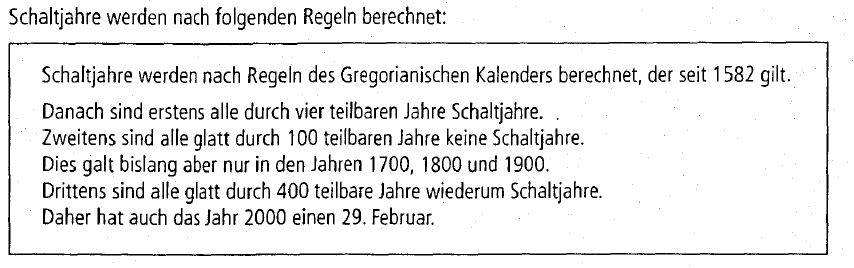 Schaltjahre werden nach folgenden Regeln berechnet:
Schaltjahre werden nach Regeln des Gregorianischen Kalenders berechnet, der seit 1582 gilt.
Danach sind erstens alle durch vier teilbaren Jahre Schaltjahre.
Zweitens sind alle glatt durch 100 teilbaren Jahre keine Schaltjahre.
Dies galt bislang aber nur in den Jahren 1700, 1800 und 1900.
Drittens sind alle glatt durch 400 teilbare Jahre wiederum Schaltjahre.
Daher hat auch das Jahr 2000 einen 29. Februar.